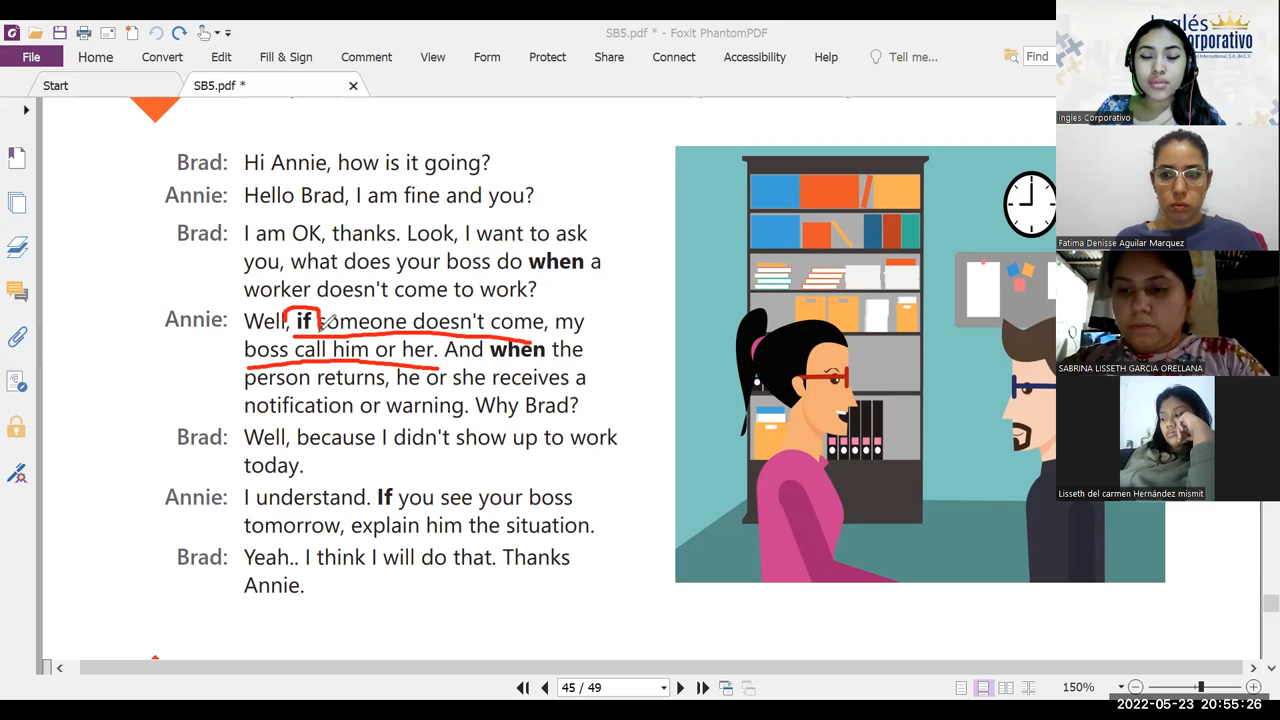 SB5.pdf * - Foxit PhantomPDF
File Home Convert Fill & Sign Comment View Form Protect Share Connect Accessibility Help Tell me... Find
Start SB5.pdf *
Brad: Hi Annie, how is it going?
Annie: Hello Brad, I am fine and you?
Brad: I am OK, thanks. Look, I want to ask
you, what does your boss do when a
worker doesn't come to work?
Annie: Well, if someone doesn't come, my
boss call him or her. And when the
person returns, he or she receives a
notification or warning. Why Brad?
Brad: Well, because I didn't show up to work
today.
Annie: I understand. If you see your boss
tomorrow, explain him the situation.
Brad: Yeah.. I think I will do that. Thanks
Annie.
45 / 49
150%
Inglés
Corporativo
Ingles Corporativo
Fatima Denisse Aguilar Marquez
SABRINA LISSETH GARCIA ORELLANA
Lisseth del carmen Hernández mismit
2022-05-23 20:55:26